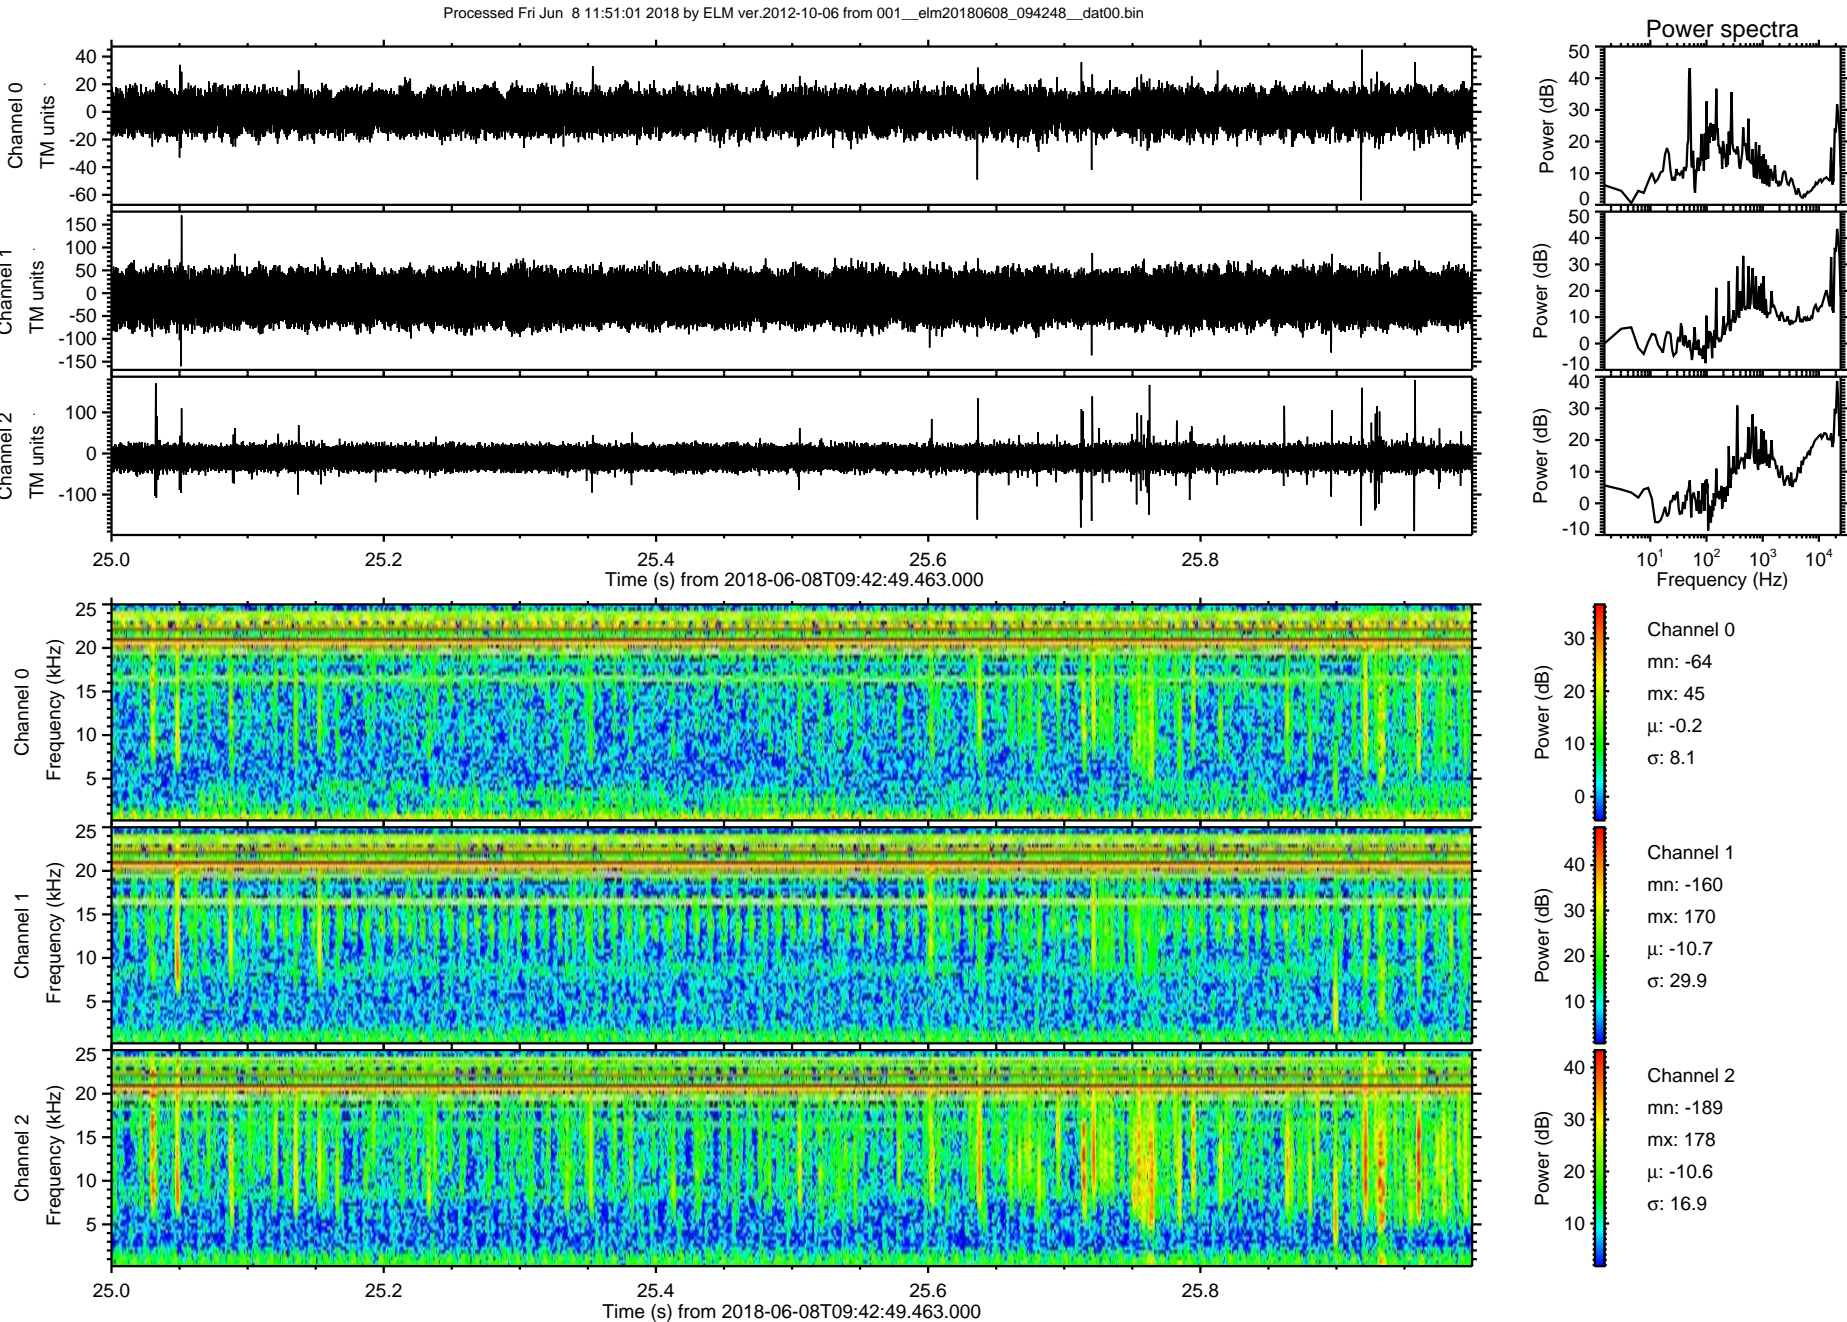 Processed Fri Jun  8 11:51:01 2018 by ELM ver.2012-10-06 from 001__elm20180608_094248__dat00.bin
Power spectra
Channel 0
TM units
40
20
0
-20
-40
-60
Power (dB)
50
40
30
20
10
0
Channel 1
TM units
150
100
50
0
-50
-100
-150
Power (dB)
50
40
30
20
10
0
-10
Channel 2
TM units
100
0
-100
Power (dB)
40
30
20
10
0
-10
25.0 25.2 25.4 25.6 25.8
Time (s) from 2018-06-08T09:42:49.463.000
10¹ 10² 10³ 10⁴
Frequency (Hz)
Channel 0
Frequency (kHz)
25
20
15
10
5
Power (dB)
30
20
10
0
Channel 0
mn: -64
mx: 45
μ: -0.2
σ: 8.1
Channel 1
Frequency (kHz)
25
20
15
10
5
Power (dB)
40
30
20
10
Channel 1
mn: -160
mx: 170
μ: -10.7
σ: 29.9
Channel 2
Frequency (kHz)
25
20
15
10
5
Power (dB)
40
30
20
10
Channel 2
mn: -189
mx: 178
μ: -10.6
σ: 16.9
25.0 25.2 25.4 25.6 25.8
Time (s) from 2018-06-08T09:42:49.463.000